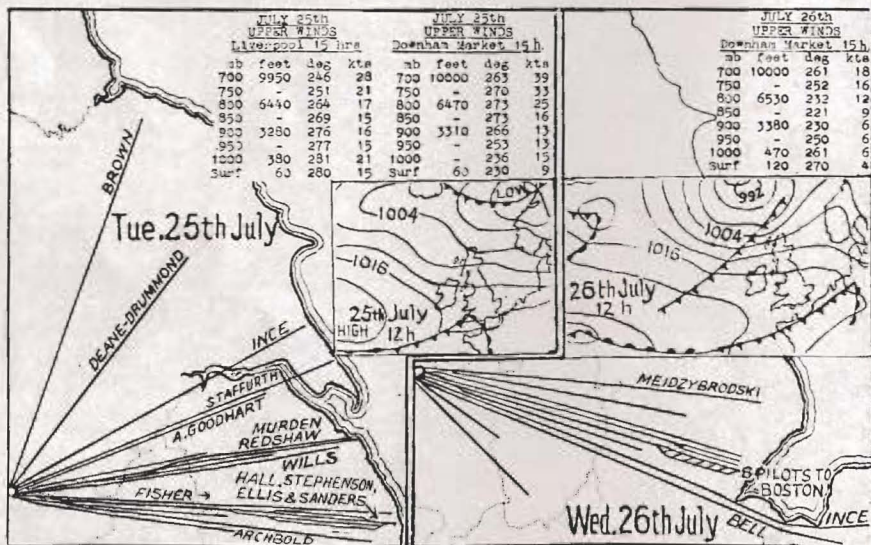 JULY 25th
UPPER WINDS
Liverpool 15 hrs
mb feet deg kts
700 9950 246 28
750 - 251 21
800 6440 264 17
850 - 269 15
900 3280 276 16
950 - 277 15
1000 380 281 21
Surf 60 280 15
JULY 25th
UPPER WINDS
Downham Market 15h.
mb feet deg kts
700 10000 263 39
750 - 270 33
800 6470 273 25
850 - 273 16
900 3310 266 13
950 - 253 13
1000 - 236 15
Surf 60 230 9
JULY 26th
UPPER WINDS
Downham Market 15h.
mb feet deg kts
700 10000 261 18
750 - 252 16
800 6530 232 12
850 - 221 9
900 3380 230 6
950 - 250 6
1000 470 261 6
Surf 120 270 4
BROWN
Tue.25th July
DEANE-DRUMMOND
INCE
STAFFURTH
A.GOODHART
MURDEN
REDSHAW
WILLS
HALL, STEPHENSON,
ELLIS & SANDERS
FISHER →
ARCHBOLD
LOW
1004
1016
25th July
HIGH 12h
992
1004
1016
26th July
12h
MEIDZYBRODSKI
8 PILOTS TO
BOSTON
INCE
BELL
Wed.26th July